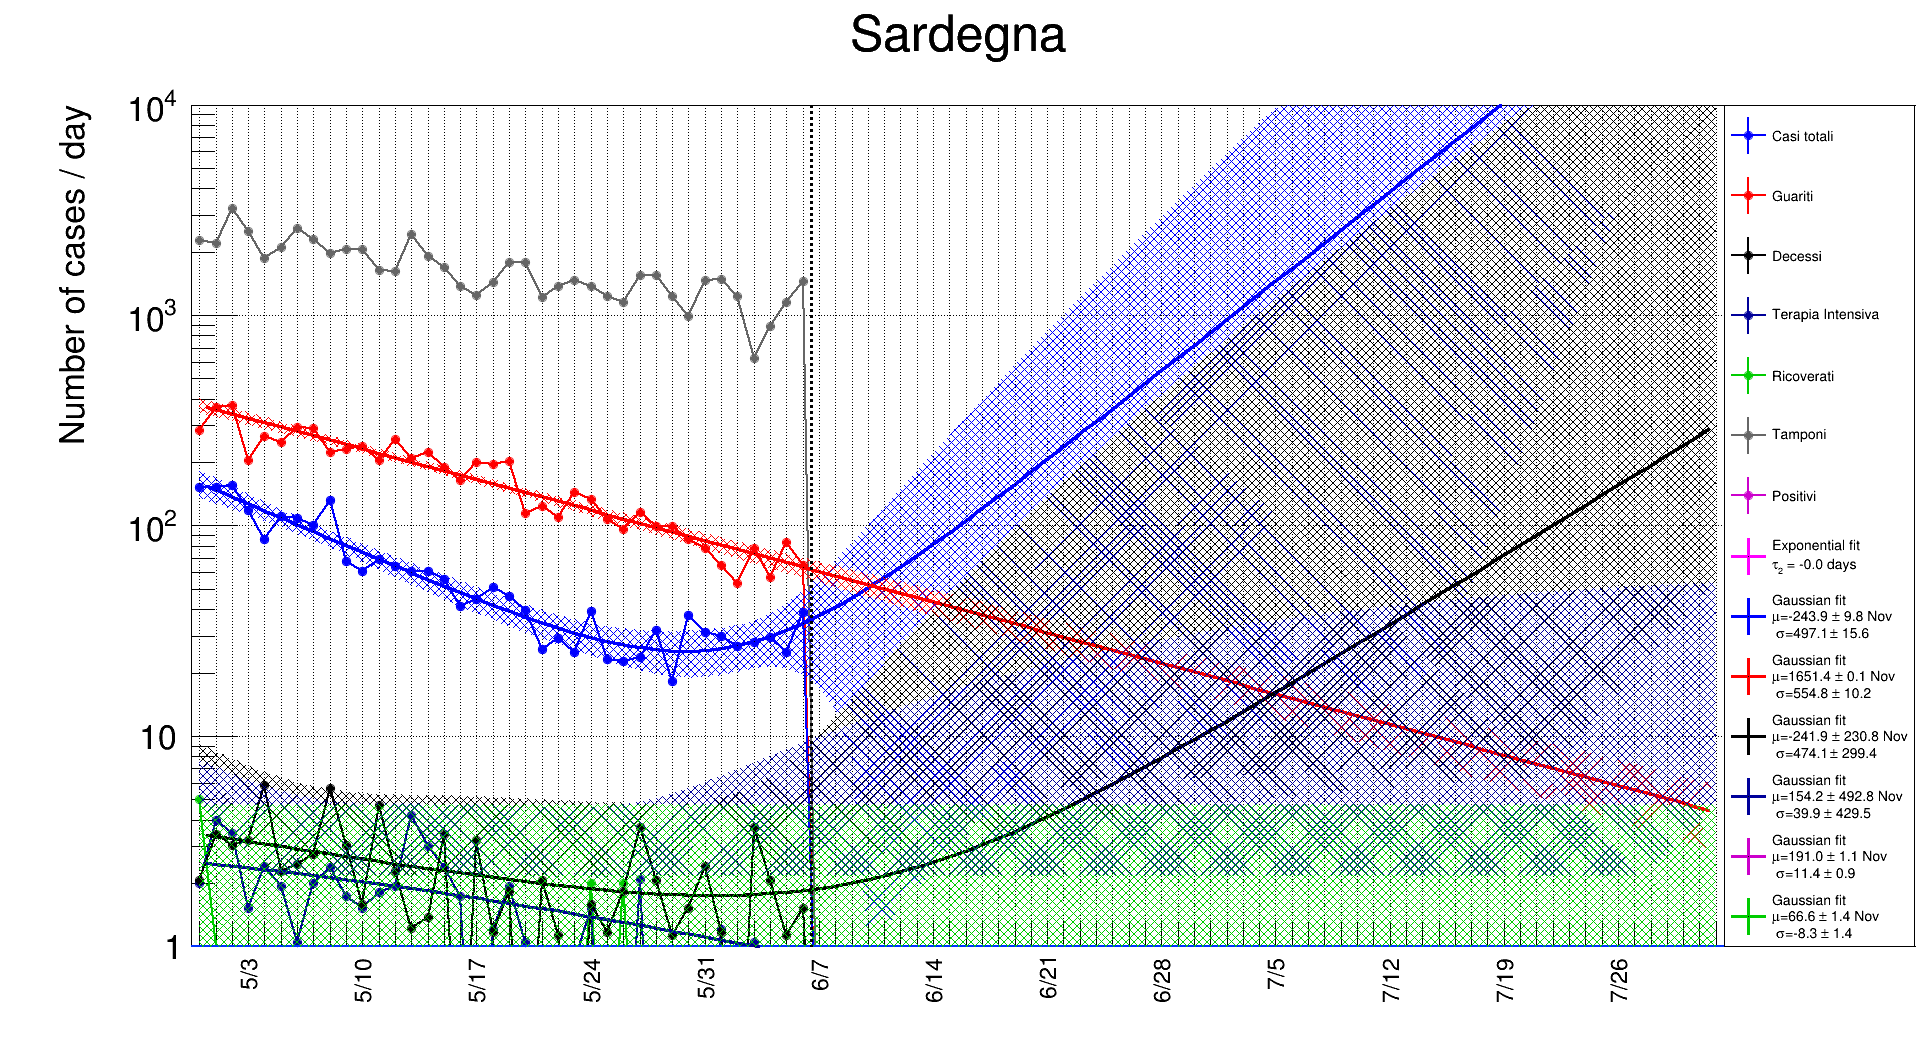 Sardegna
Number of cases / day
10⁴
10³
10²
10
1
5/3
5/10
5/17
5/24
5/31
6/7
6/14
6/21
6/28
7/5
7/12
7/19
7/26
Casi totali
Guariti
Decessi
Terapia Intensiva
Ricoverati
Tamponi
Positivi
Exponential fit
τ₂ = -0.0 days
Gaussian fit
μ=-243.9 ± 9.8 Nov
σ=497.1 ± 15.6
Gaussian fit
μ=1651.4 ± 0.1 Nov
σ=554.8 ± 10.2
Gaussian fit
μ=-241.9 ± 230.8 Nov
σ=474.1 ± 299.4
Gaussian fit
μ=154.2 ± 492.8 Nov
σ=39.9 ± 429.5
Gaussian fit
μ=191.0 ± 1.1 Nov
σ=11.4 ± 0.9
Gaussian fit
μ=66.6 ± 1.4 Nov
σ=-8.3 ± 1.4